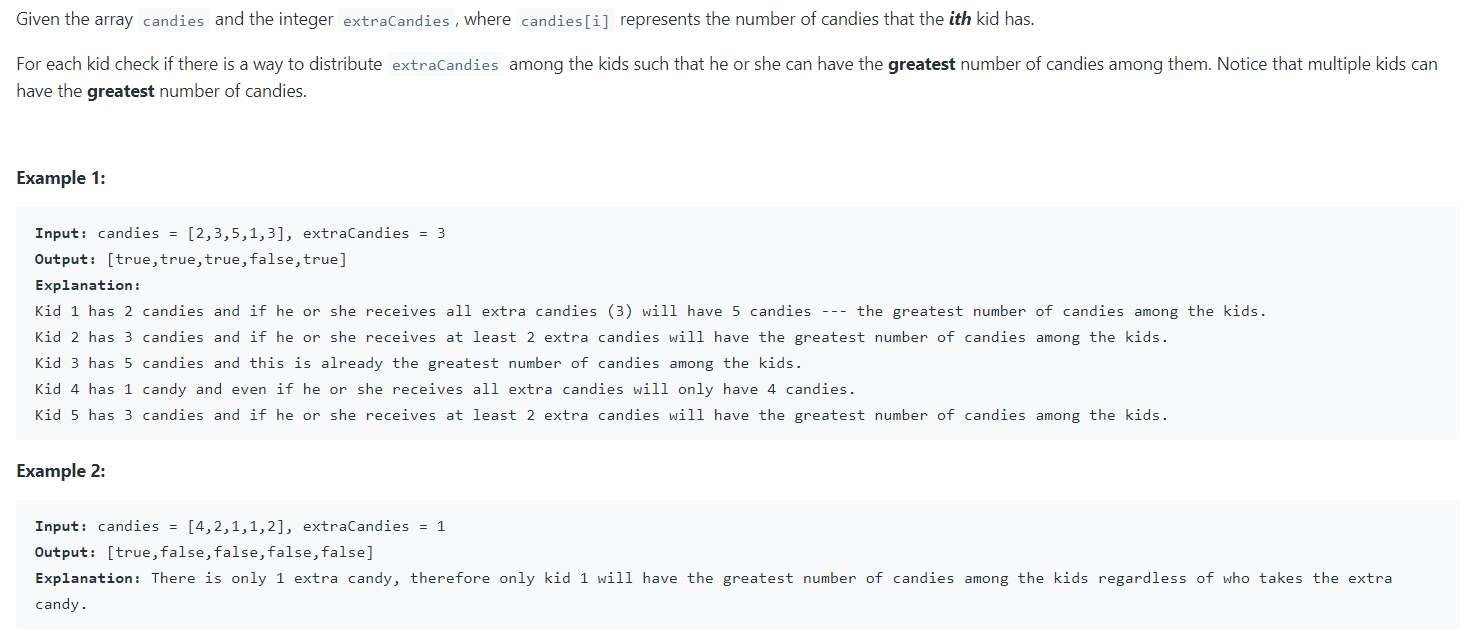 Given the array candies and the integer extraCandies , where candies[i] represents the number of candies that the ith kid has.
For each kid check if there is a way to distribute extraCandies among the kids such that he or she can have the greatest number of candies among them. Notice that multiple kids can
have the greatest number of candies.
Example 1:
Input: candies = [2,3,5,1,3], extraCandies = 3
Output: [true,true,true,false,true]
Explanation:
Kid 1 has 2 candies and if he or she receives all extra candies (3) will have 5 candies --- the greatest number of candies among the kids.
Kid 2 has 3 candies and if he or she receives at least 2 extra candies will have the greatest number of candies among the kids.
Kid 3 has 5 candies and this is already the greatest number of candies among the kids.
Kid 4 has 1 candy and even if he or she receives all extra candies will only have 4 candies.
Kid 5 has 3 candies and if he or she receives at least 2 extra candies will have the greatest number of candies among the kids.
Example 2:
Input: candies = [4,2,1,1,2], extraCandies = 1
Output: [true,false,false,false,false]
Explanation: There is only 1 extra candy, therefore only kid 1 will have the greatest number of candies among the kids regardless of who takes the extra
candy.